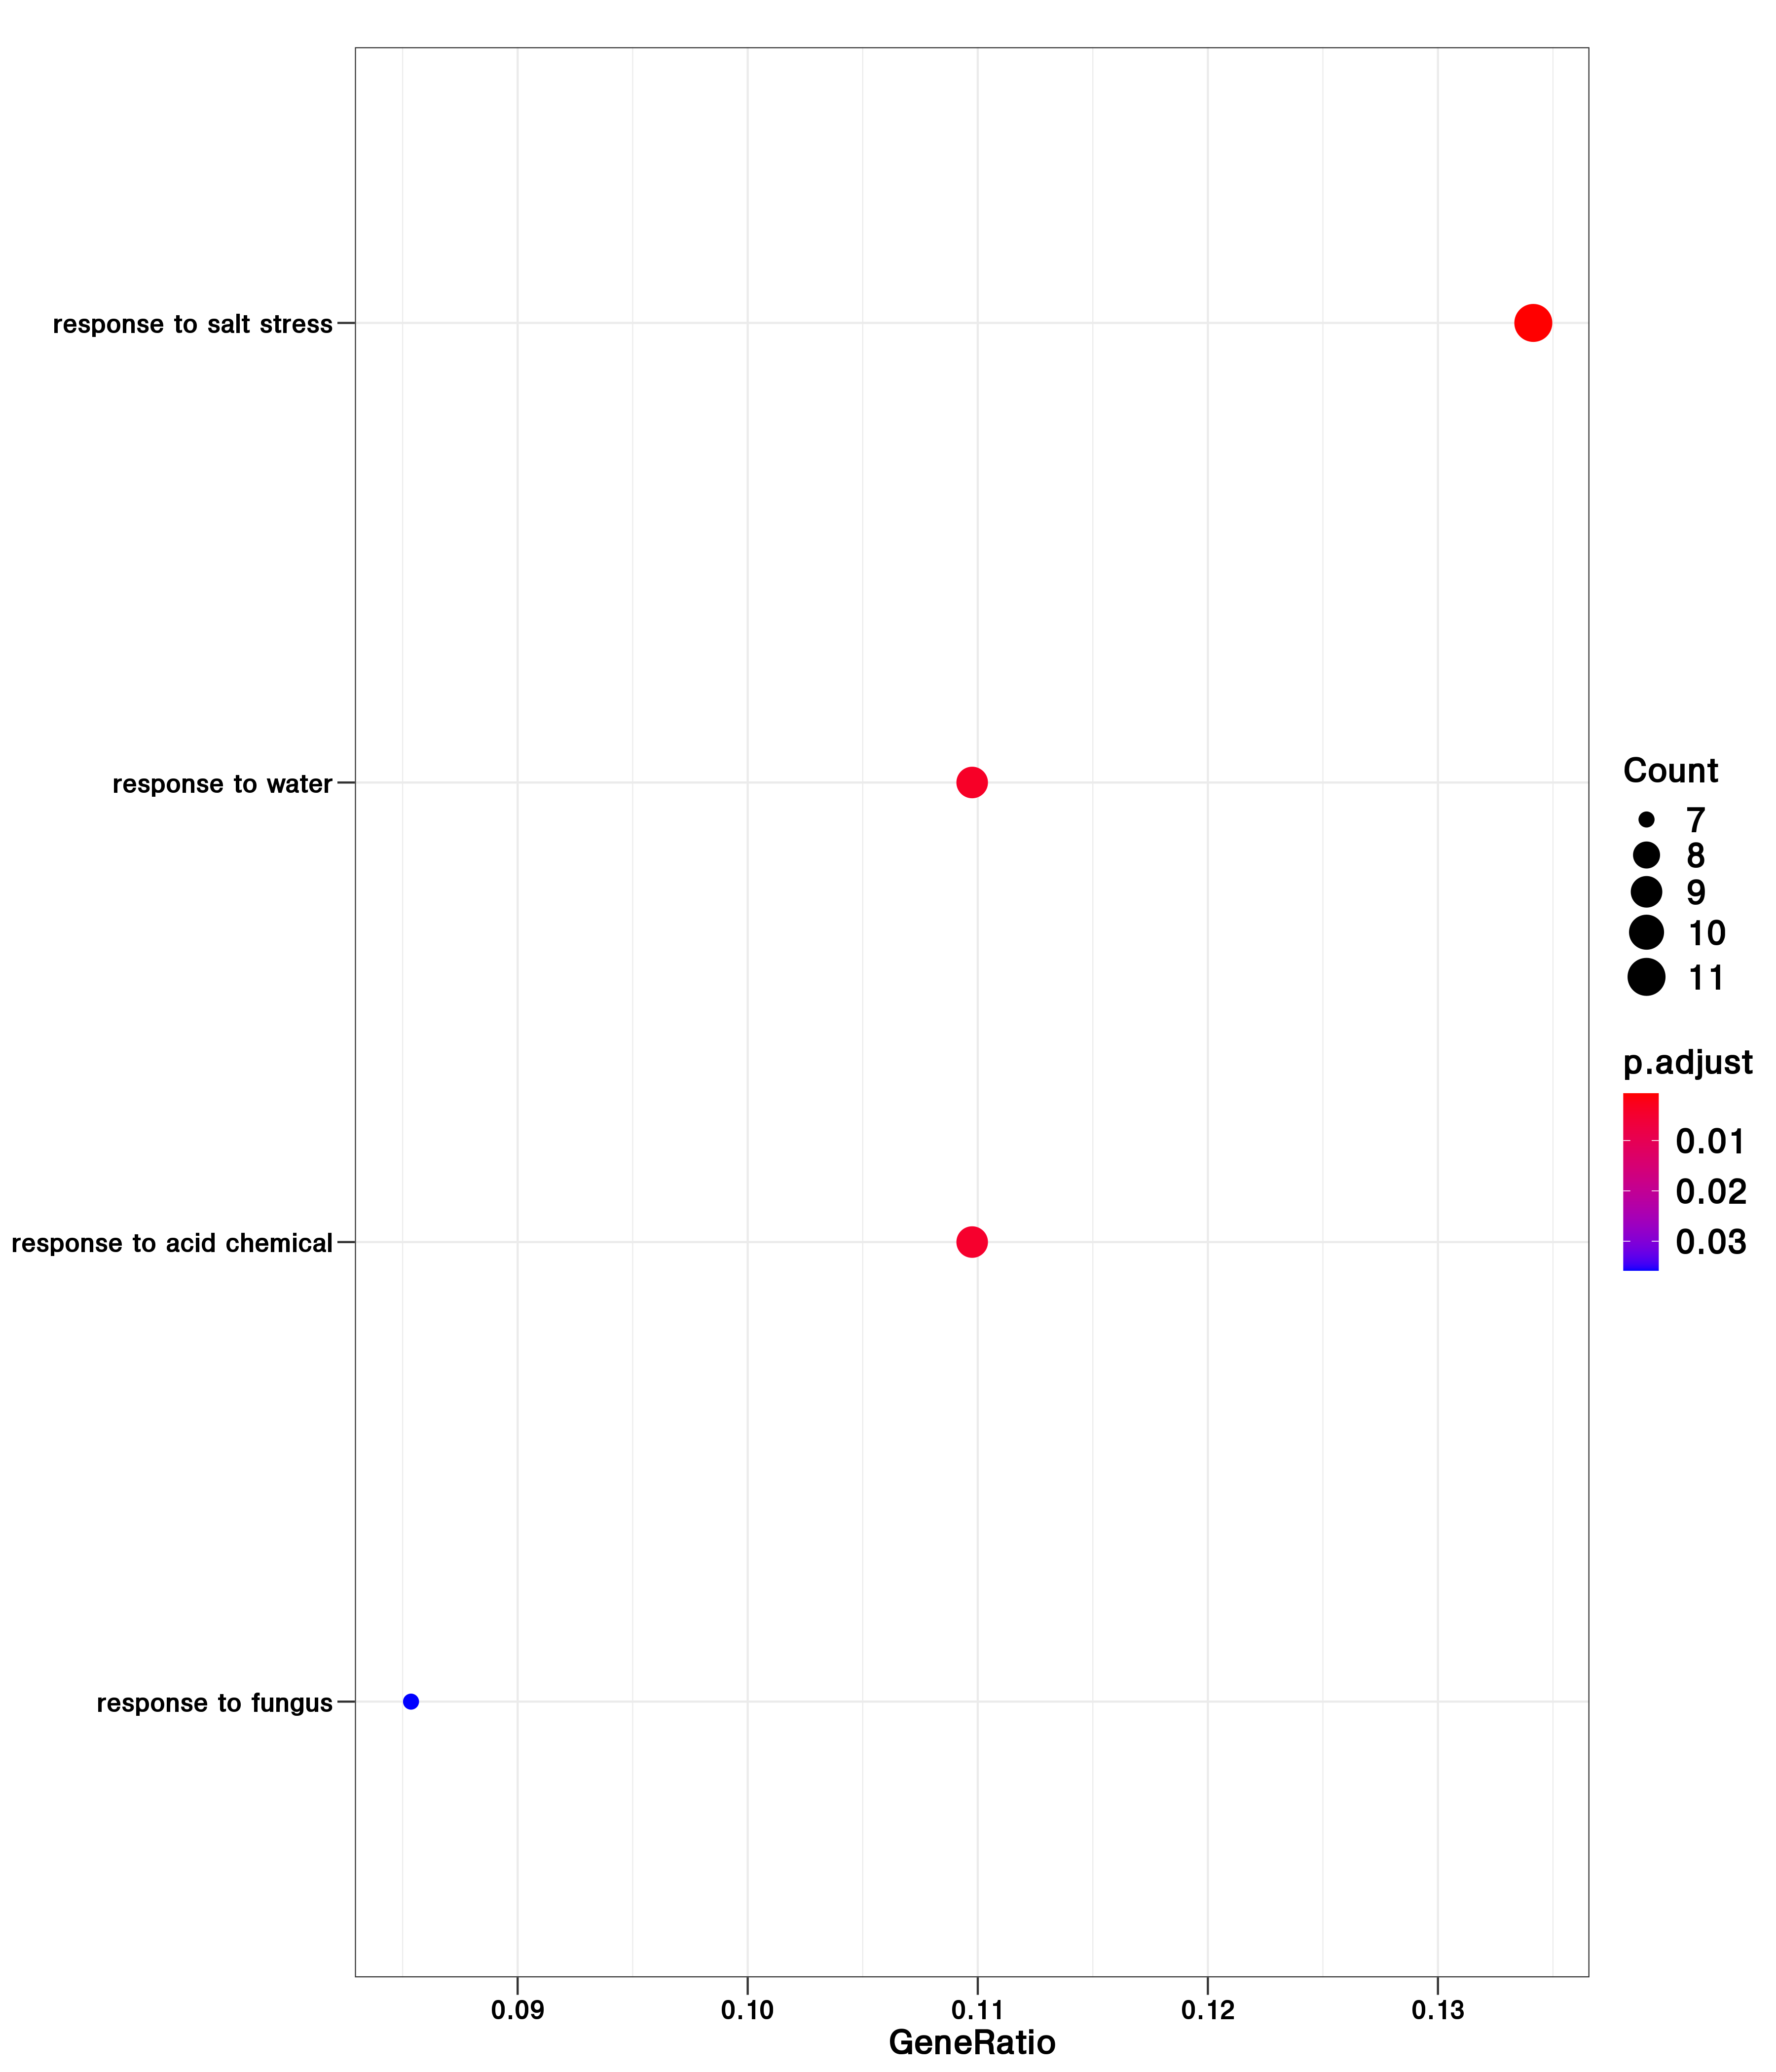 response to salt stress
response to water
response to acid chemical
response to fungus
0.09
0.10
0.11
0.12
0.13
GeneRatio
Count
7
8
9
10
11
p.adjust
0.01
0.02
0.03